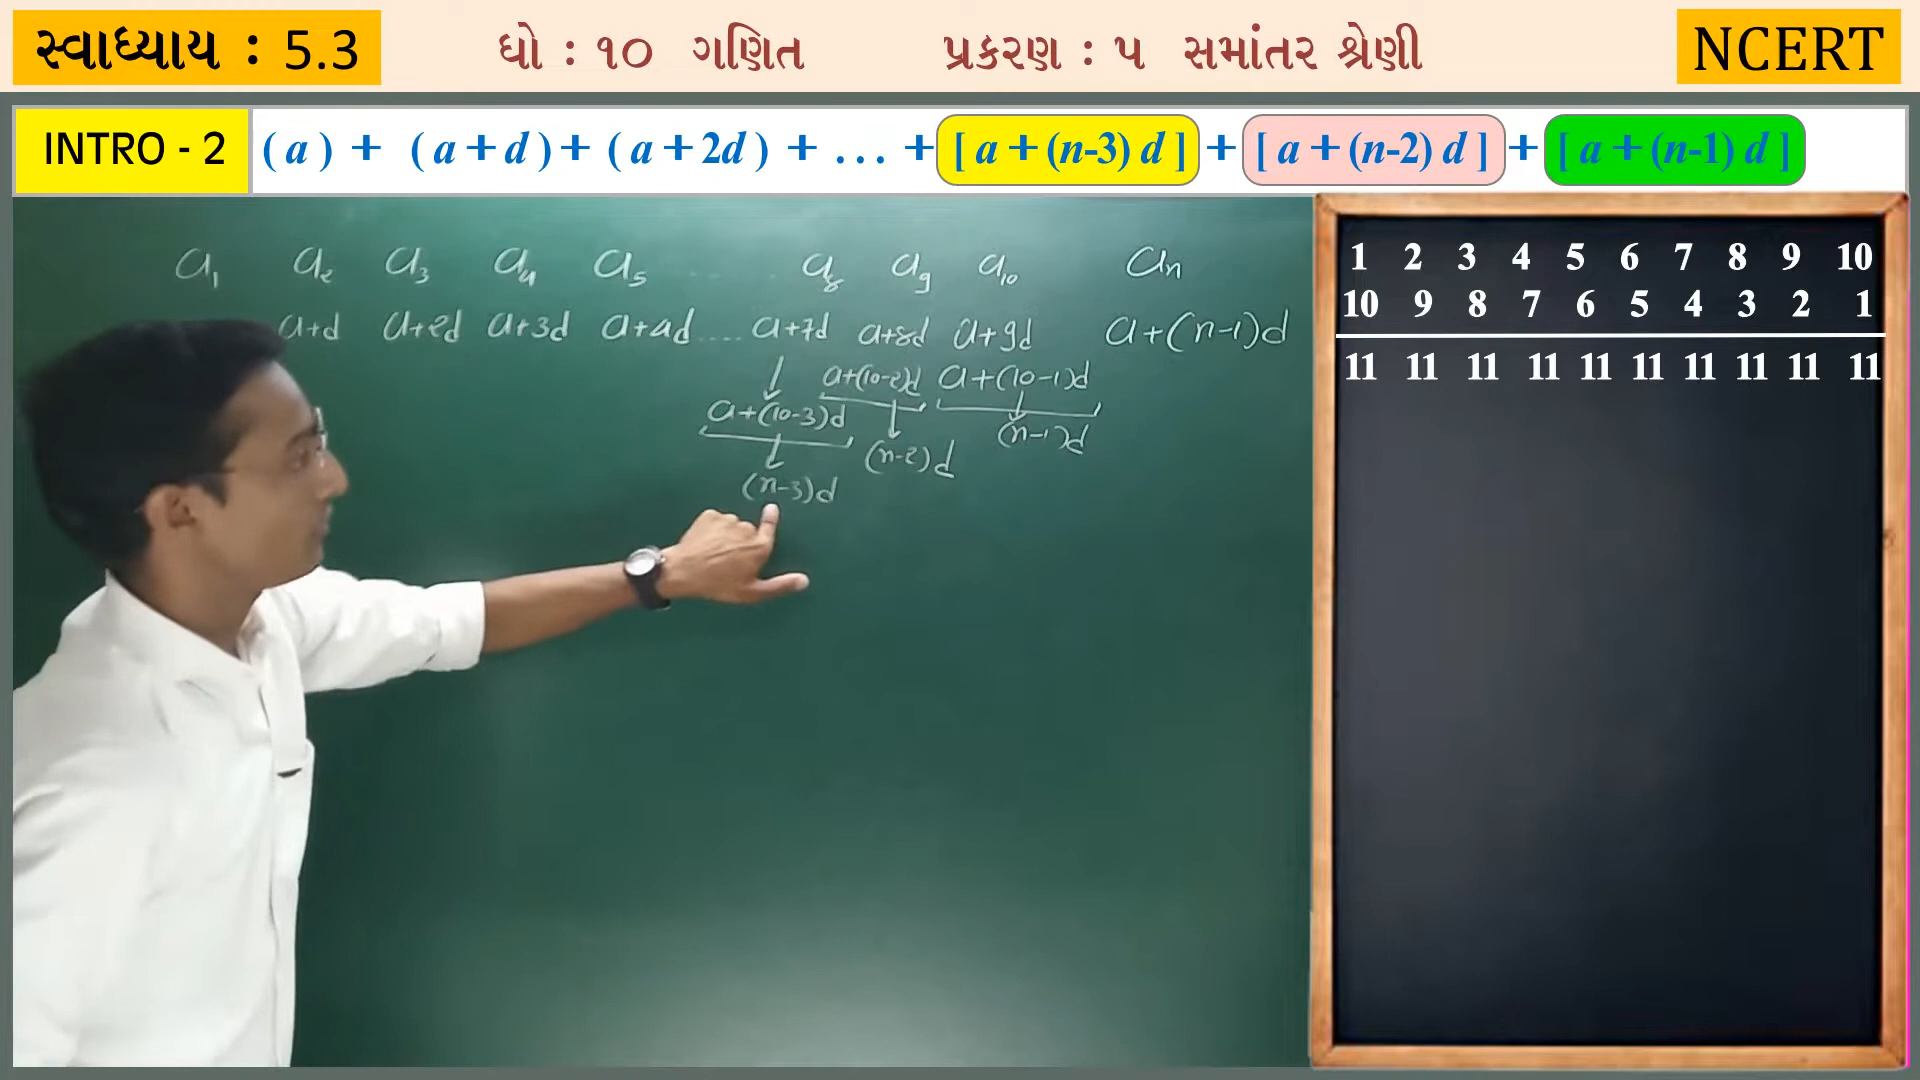 સ્વાધ્યાય : 5.3 ધો : ૧૦ ગણિત પ્રકરણ : ૫ સમાંતર શ્રેણી NCERT
INTRO - 2 ( a ) + ( a + d ) + ( a + 2d ) + . . . + [ a + (n-3) d ] + [ a + (n-2) d ] + [ a + (n-1) d ]
a₁ a₂ a₃ a₄ a₅ ..... a₈ a₉ a₁₀ aₙ
a+d a+2d a+3d a+4d ..... a+7d a+8d a+9d a+(n-1)d
a+(10-2)d a+(10-1)d
a+(10-3)d
(n-1)d
(n-2)d
(n-3)d
1 2 3 4 5 6 7 8 9 10
10 9 8 7 6 5 4 3 2 1
11 11 11 11 11 11 11 11 11 11